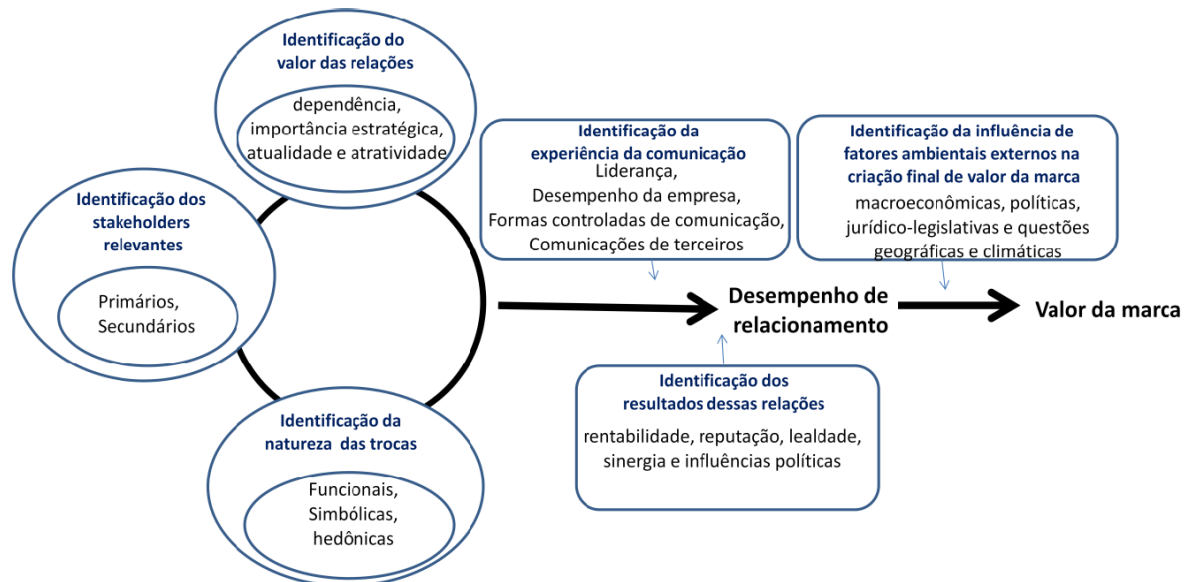 Identificação do
valor das relações
dependência,
importância estratégica,
atualidade e atratividade
Identificação dos
stakeholders
relevantes
Primários,
Secundários
Identificação da
natureza das trocas
Funcionais,
Simbólicas,
hedônicas
Identificação da
experiência da comunicação
Liderança,
Desempenho da empresa,
Formas controladas de comunicação,
Comunicações de terceiros
Identificação da influência de
fatores ambientais externos na
criação final de valor da marca
macroeconômicas, políticas,
jurídico-legislativas e questões
geográficas e climáticas
Desempenho de
relacionamento
Valor da marca
Identificação dos
resultados dessas relações
rentabilidade, reputação, lealdade,
sinergia e influências políticas